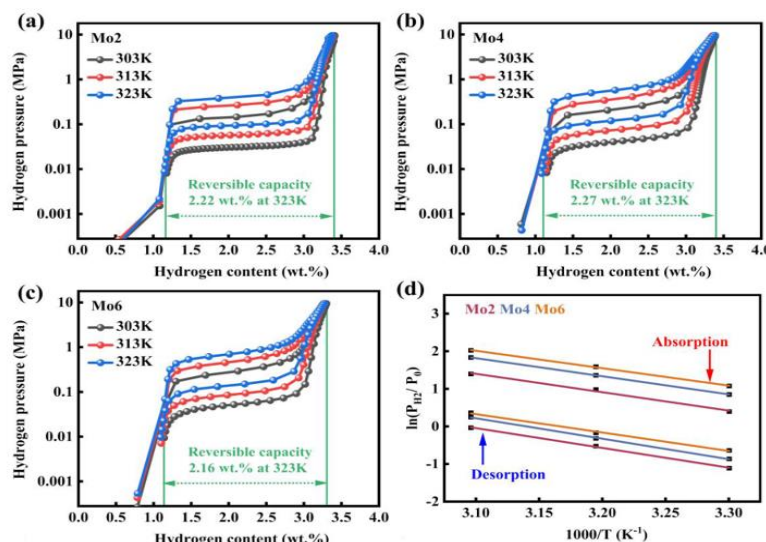 (a)
Mo2
303K
313K
323K
Reversible capacity
2.22 wt.% at 323K
Hydrogen pressure (MPa)
10
1
0.1
0.01
0.001
0.0 0.5 1.0 1.5 2.0 2.5 3.0 3.5 4.0
Hydrogen content (wt.%)
(b)
Mo4
303K
313K
323K
Reversible capacity
2.27 wt.% at 323K
Hydrogen pressure (MPa)
10
1
0.1
0.01
0.001
0.0 0.5 1.0 1.5 2.0 2.5 3.0 3.5 4.0
Hydrogen content (wt.%)
(c)
Mo6
303K
313K
323K
Reversible capacity
2.16 wt.% at 323K
Hydrogen pressure (MPa)
10
1
0.1
0.01
0.001
0.0 0.5 1.0 1.5 2.0 2.5 3.0 3.5 4.0
Hydrogen content (wt.%)
(d)
Mo2 Mo4 Mo6
Absorption
Desorption
ln(PH2/ P0)
3
2
1
0
-1
-2
3.10 3.15 3.20 3.25 3.30
1000/T (K-1)